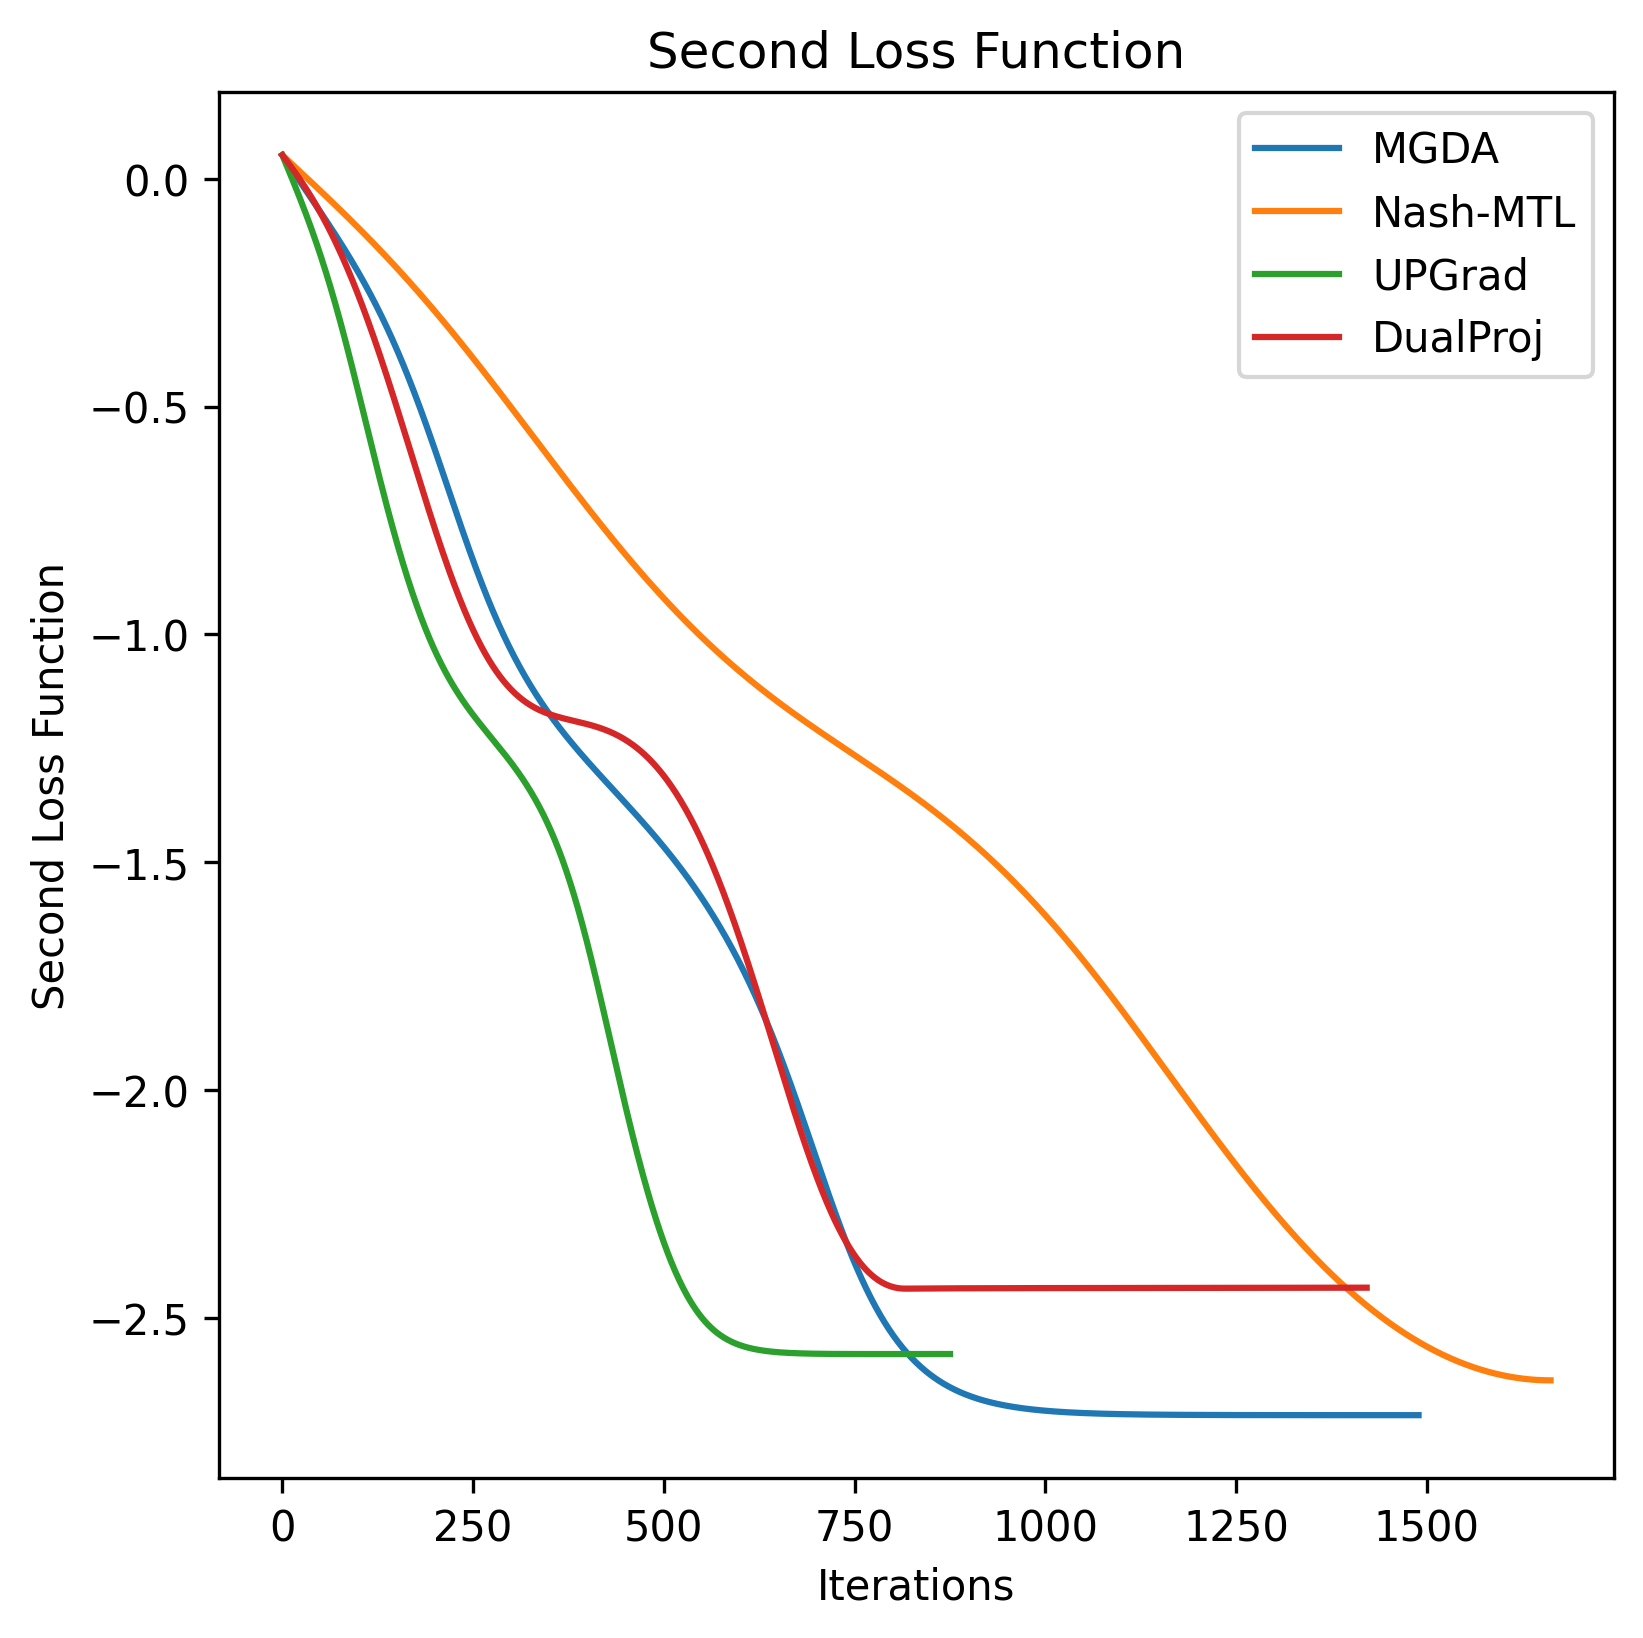 Second Loss Function
MGDA
Nash-MTL
UPGrad
DualProj
Second Loss Function
0.0
−0.5
−1.0
−1.5
−2.0
−2.5
0 250 500 750 1000 1250 1500
Iterations